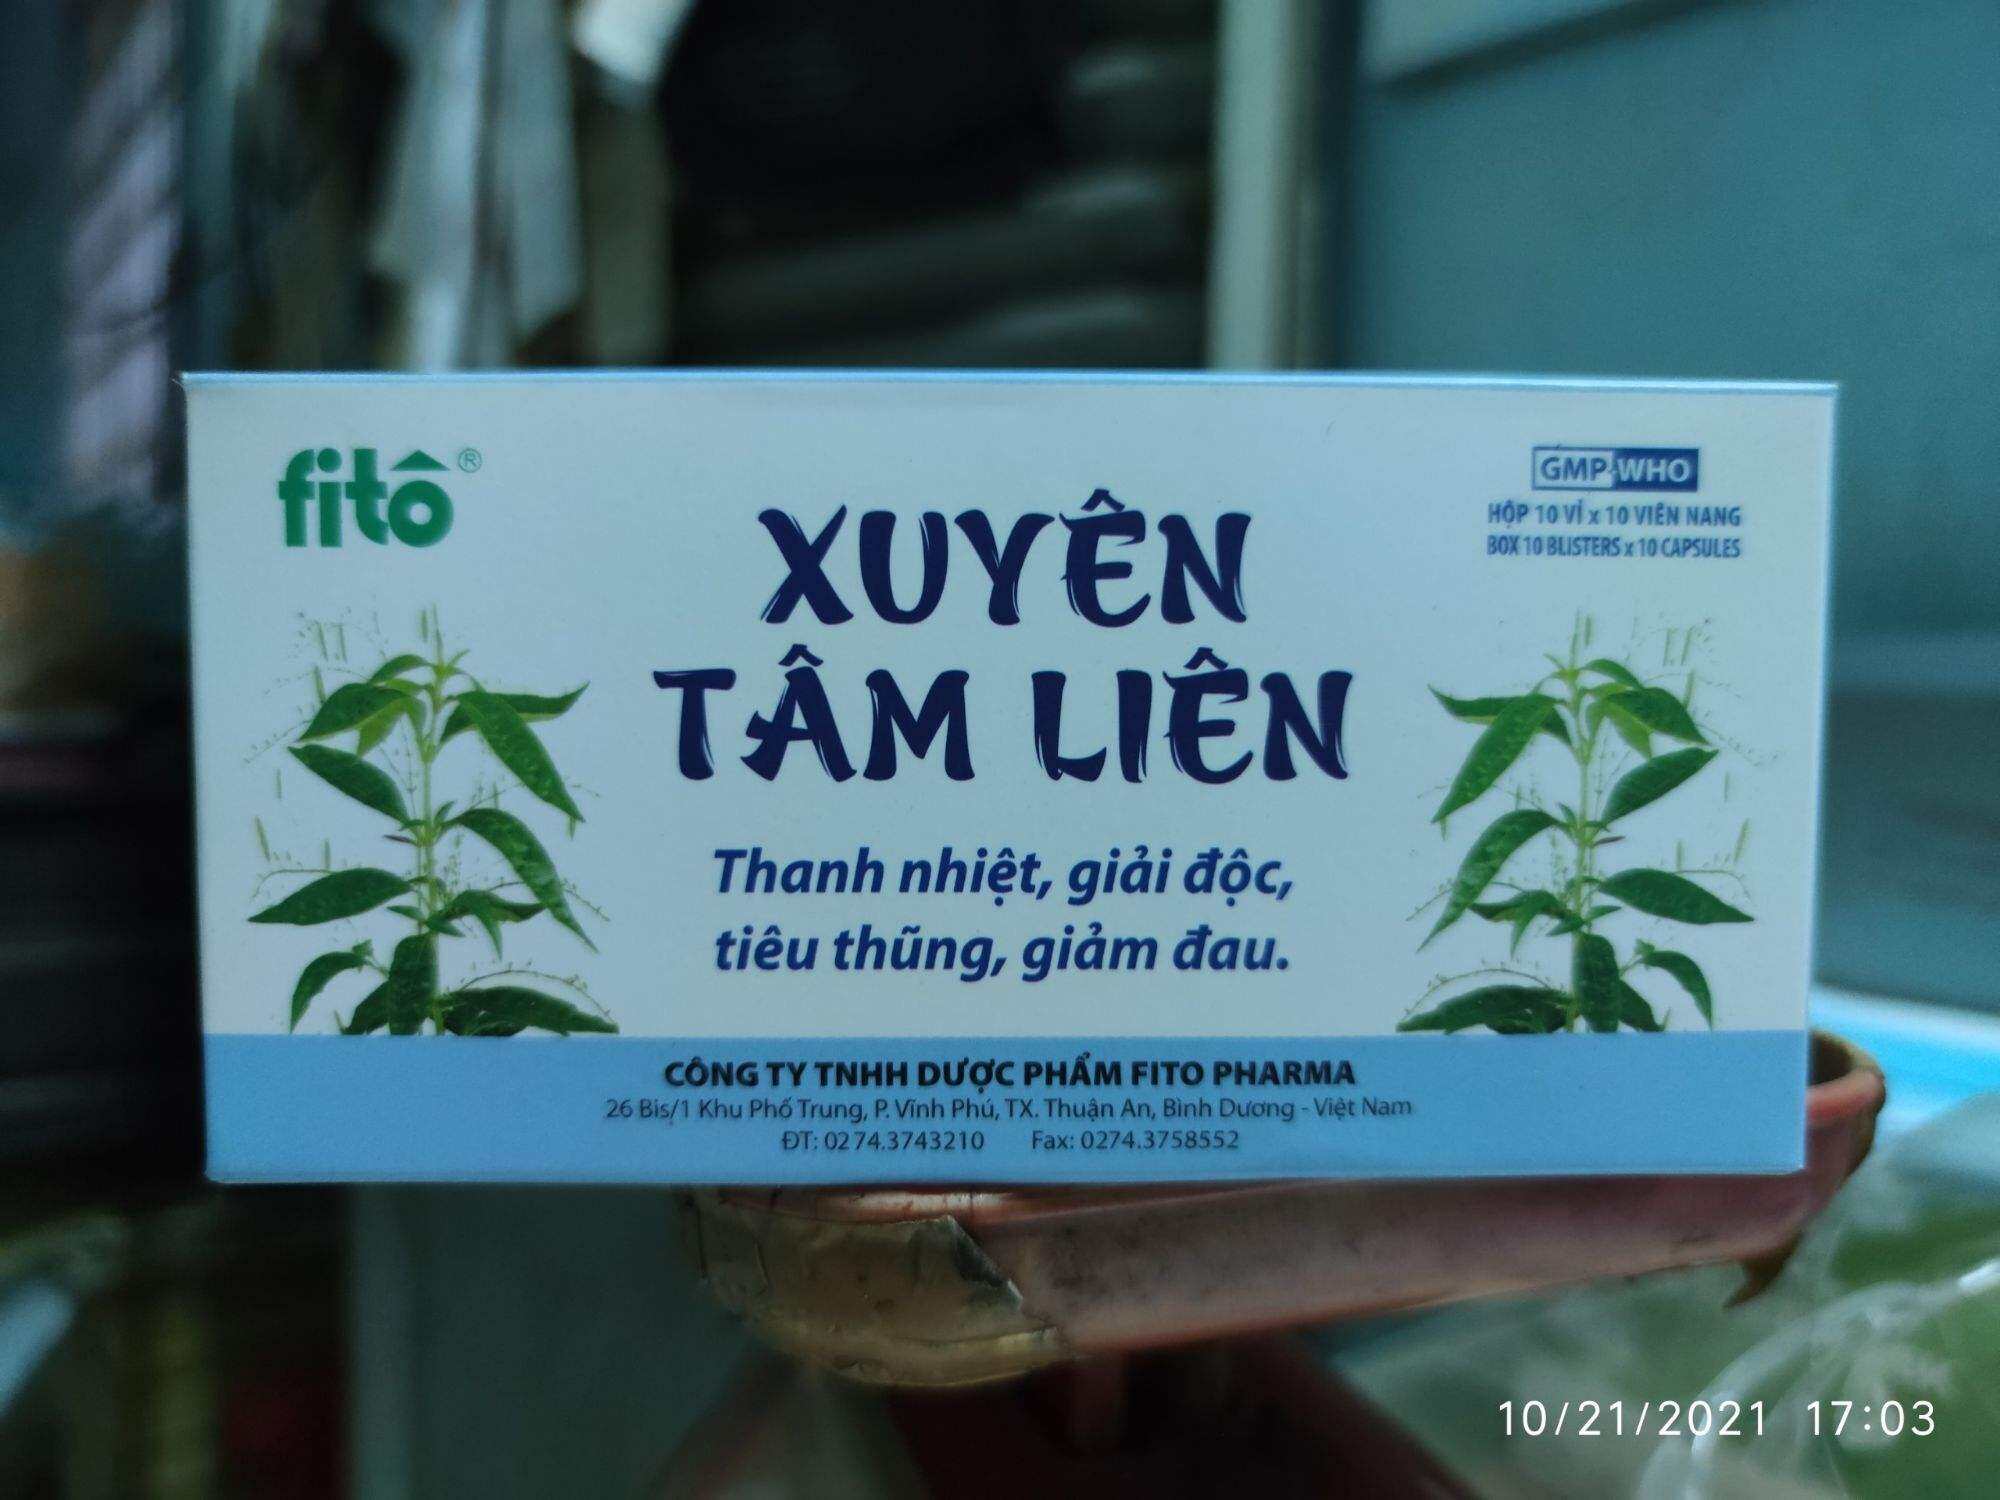 fitô®
GMP-WHO
HỘP 10 VỈ x 10 VIÊN NANG
BOX 10 BLISTERS x 10 CAPSULES
XUYÊN
TÂM LIÊN
Thanh nhiệt, giải độc,
tiêu thũng, giảm đau.
CÔNG TY TNHH DƯỢC PHẨM FITO PHARMA
26 Bis/1 Khu Phố Trung, P. Vĩnh Phú, TX. Thuận An, Bình Dương - Việt Nam
ĐT: 0274.3743210 Fax: 0274.3758552
10/21/2021 17:03